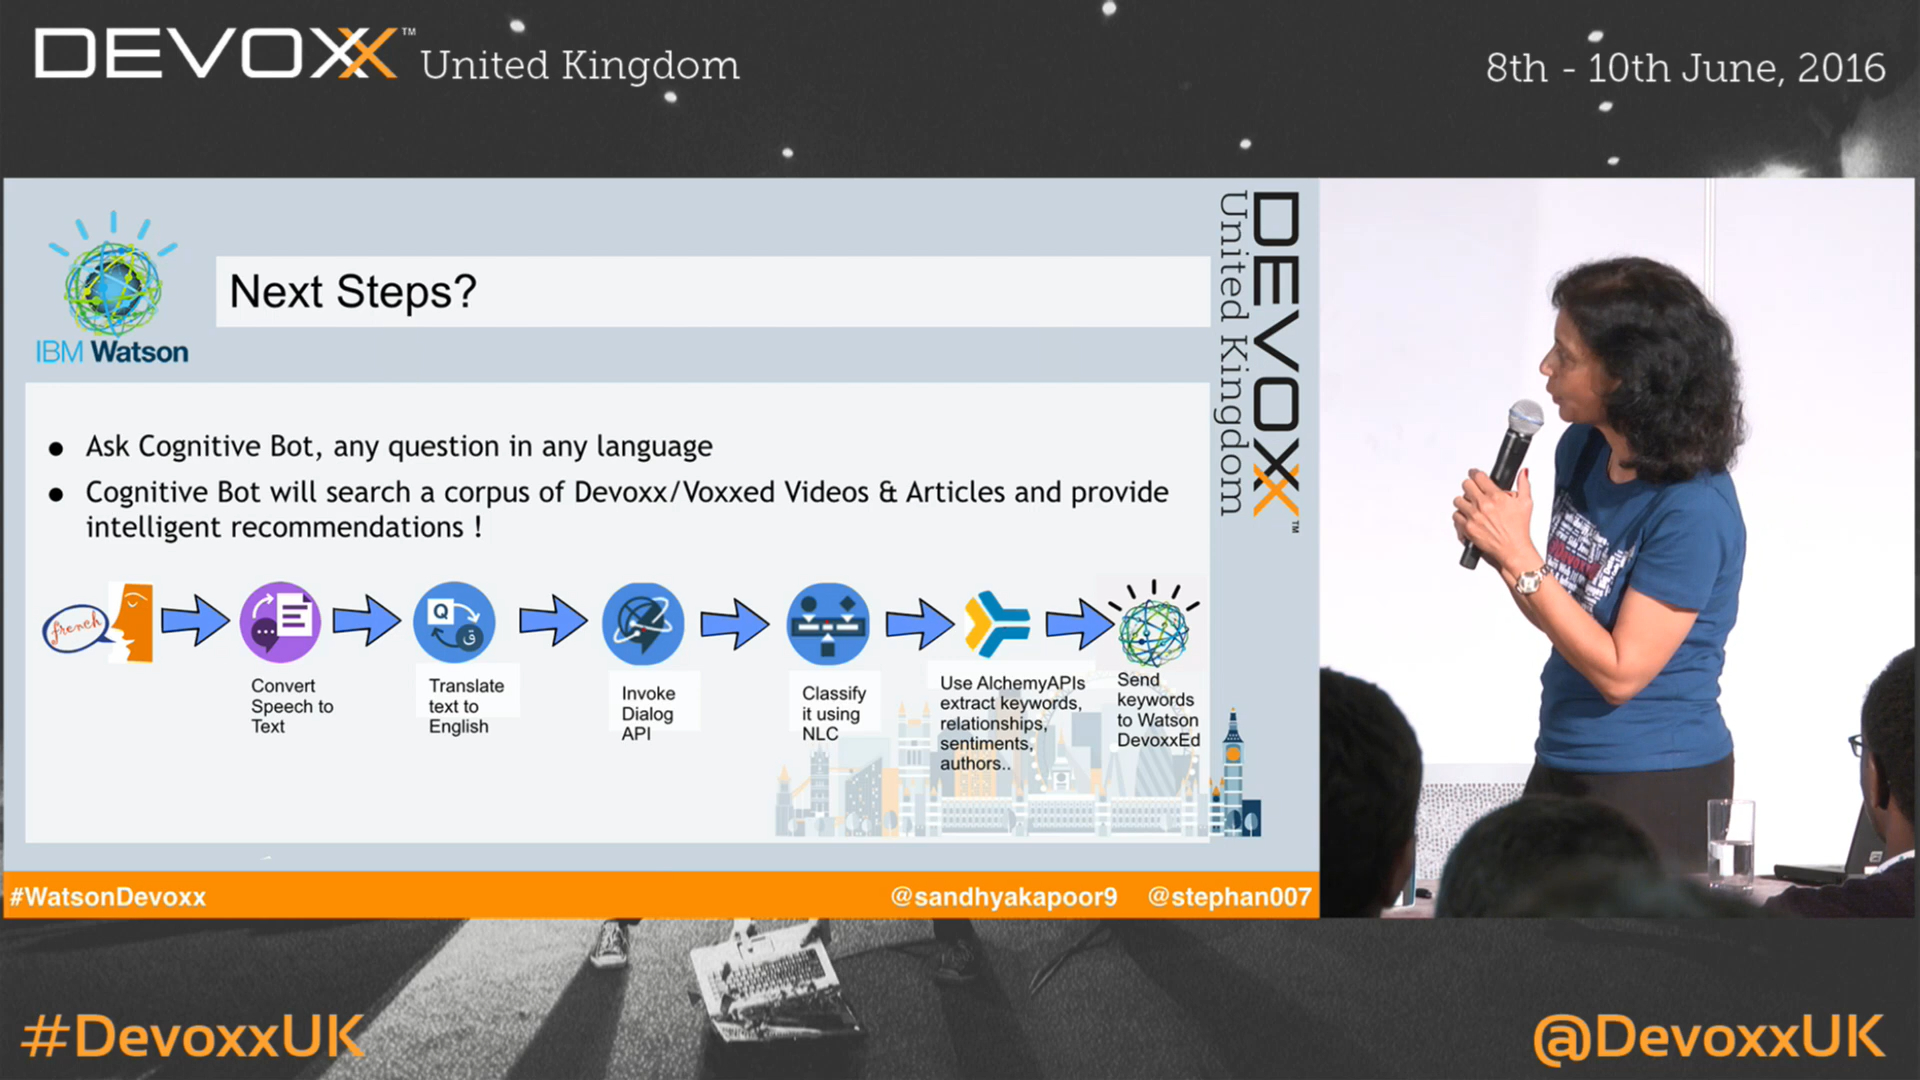 DEVOXX™ United Kingdom
8th - 10th June, 2016
IBM Watson
Next Steps?
DEVOXX™
United Kingdom
● Ask Cognitive Bot, any question in any language
● Cognitive Bot will search a corpus of Devoxx/Voxxed Videos & Articles and provide
intelligent recommendations !
french
Q
Convert
Speech to
Text
Translate
text to
English
Invoke
Dialog
API
Classify
it using
NLC
Use AlchemyAPIs
extract keywords,
relationships,
sentiments,
authors..
Send
keywords
to Watson
DevoxxEd
#WatsonDevoxx
@sandhyakapoor9 @stephan007
#DevoxxUK
@DevoxxUK